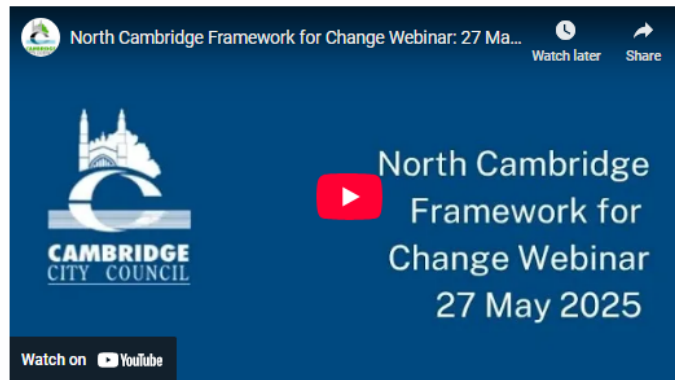 North Cambridge Framework for Change Webinar: 27 Ma...
Watch later
Share
CAMBRIDGE
CITY COUNCIL
North Cambridge
Framework for
Change Webinar
27 May 2025
Watch on YouTube